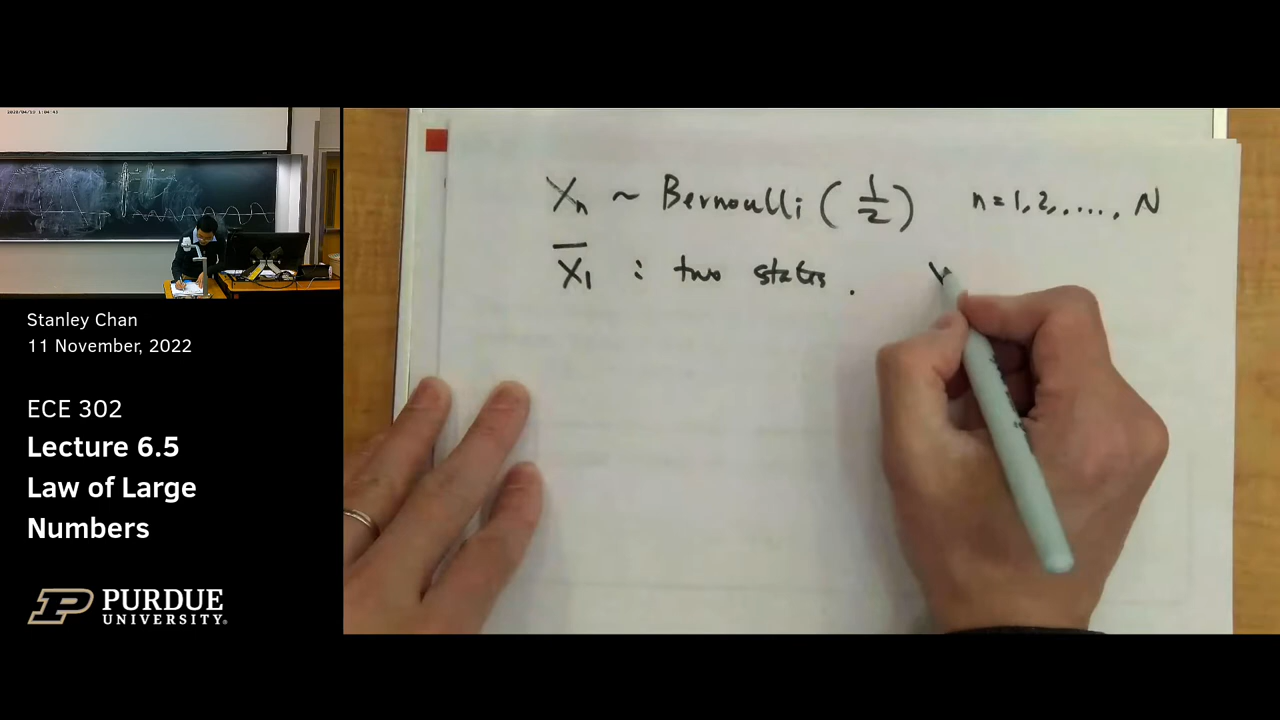 Stanley Chan
11 November, 2022
ECE 302
Lecture 6.5
Law of Large
Numbers
PURDUE
UNIVERSITY.
Xₙ ~ Bernoulli ( 1/2 ) n = 1, 2, ....., N
X̅₁ : two states .